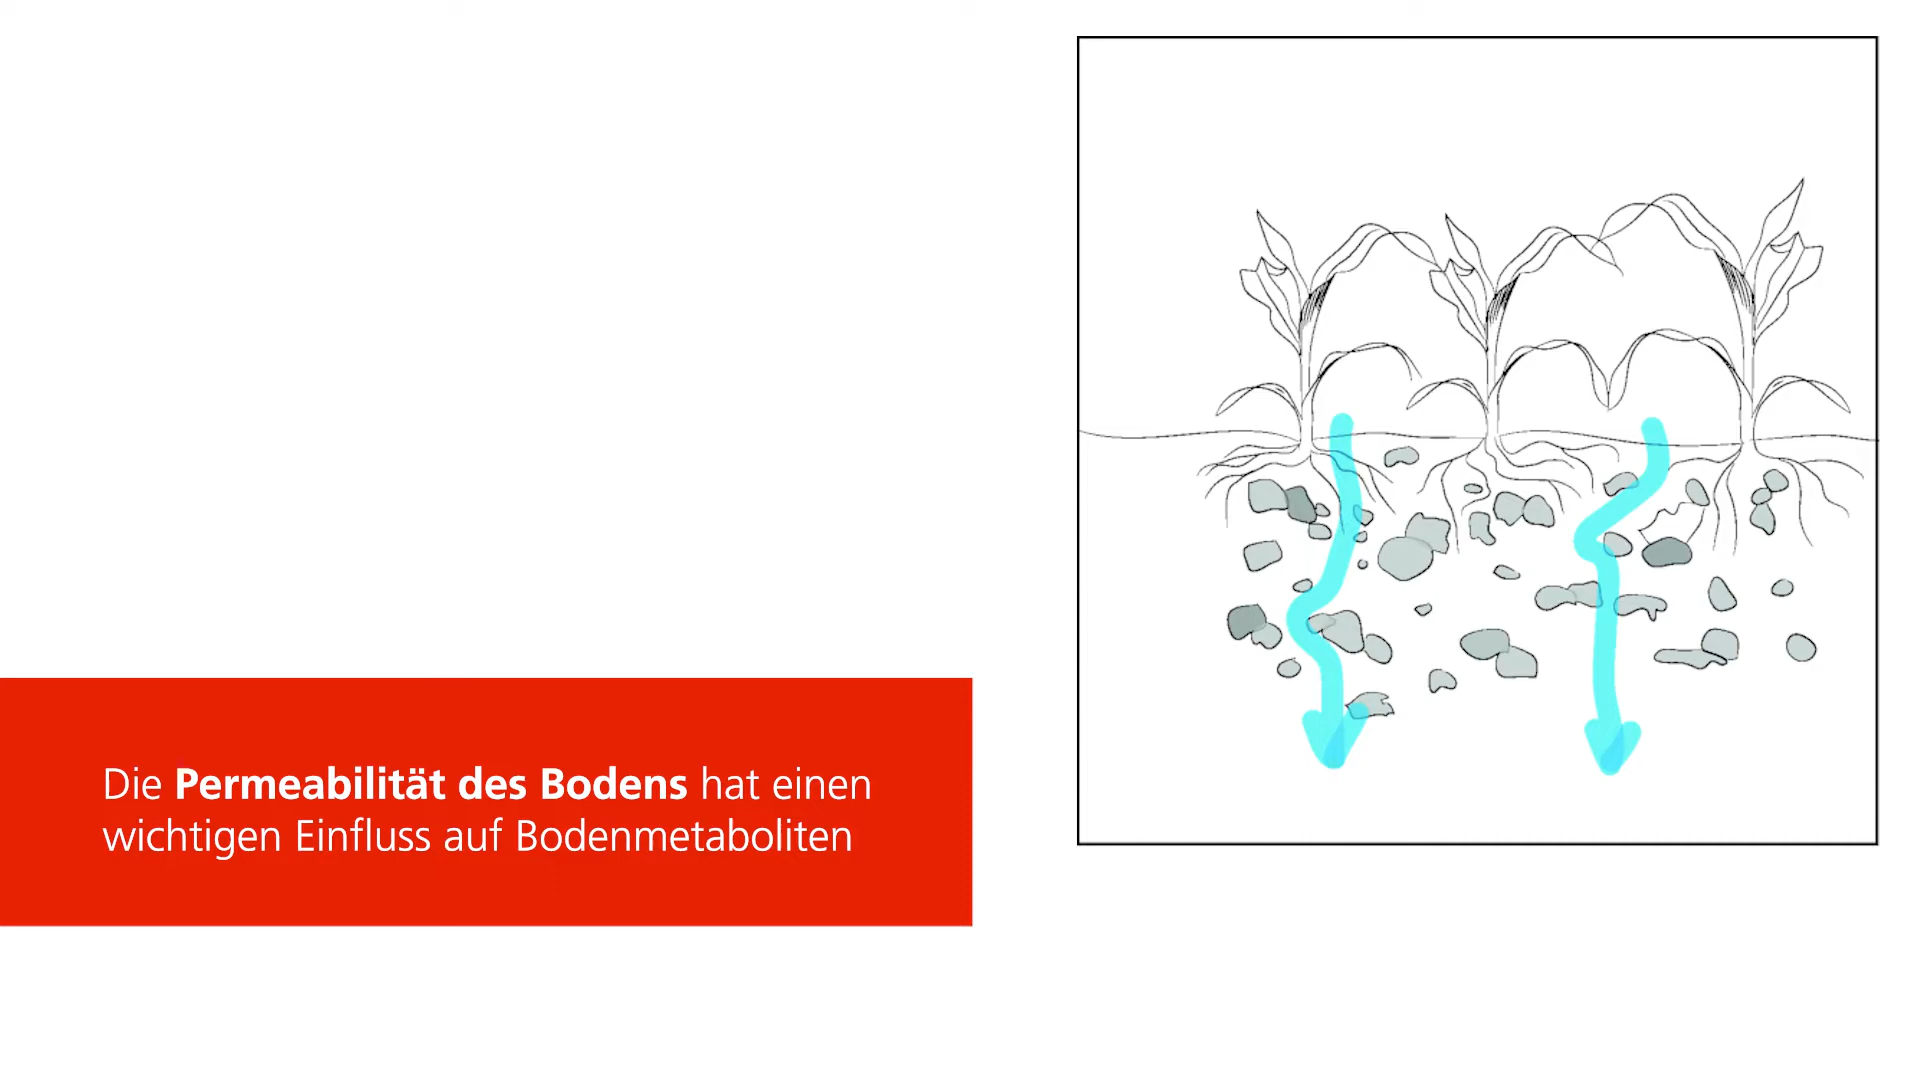 Die Permeabilität des Bodens hat einen
wichtigen Einfluss auf Bodenmetaboliten